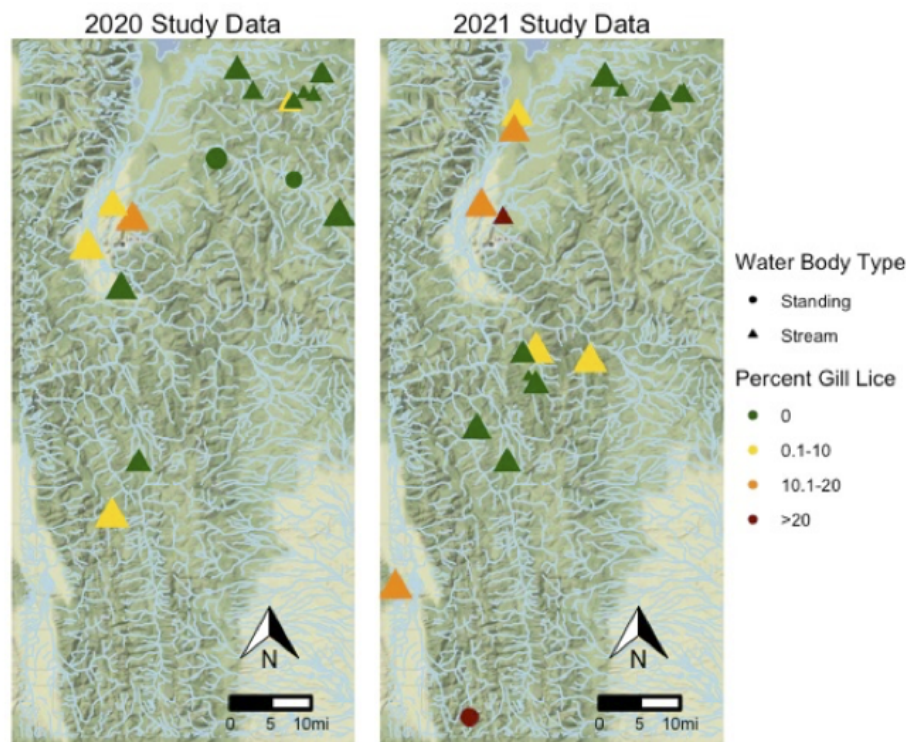 2020 Study Data
2021 Study Data
Water Body Type
Standing
Stream
Percent Gill Lice
0
0.1-10
10.1-20
>20
N
0 5 10mi
N
0 5 10mi